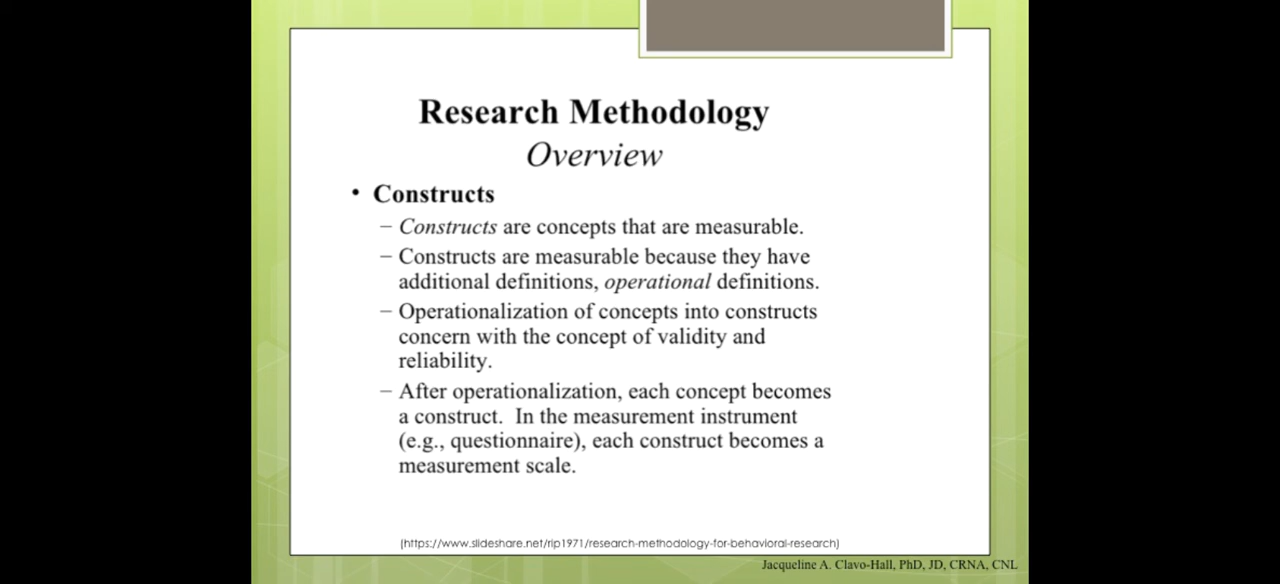 Research Methodology
Overview
• Constructs
– Constructs are concepts that are measurable.
– Constructs are measurable because they have
additional definitions, operational definitions.
– Operationalization of concepts into constructs
concern with the concept of validity and
reliability.
– After operationalization, each concept becomes
a construct.  In the measurement instrument
(e.g., questionnaire), each construct becomes a
measurement scale.
(https://www.slideshare.net/rip1971/research-methodology-for-behavioral-research)
Jacqueline A. Clavo-Hall, PhD, JD, CRNA, CNL